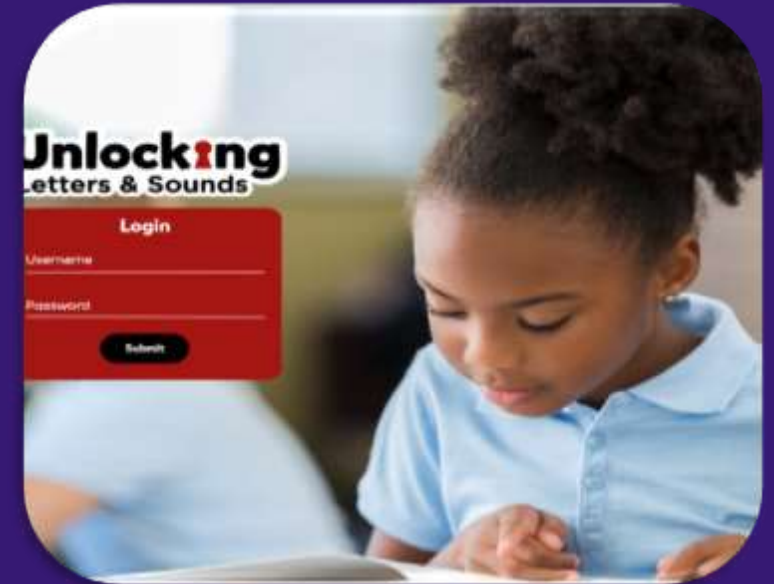 Unlocking
Letters & Sounds
Login
Username
Password
Submit